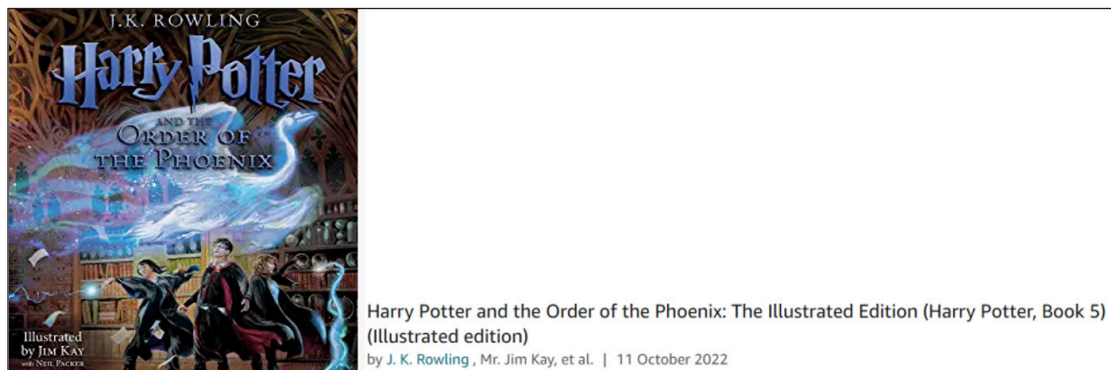 J.K. ROWLING
Harry Potter
AND THE
ORDER OF
THE PHOENIX
Illustrated
by JIM KAY
with NEIL PACKER
Harry Potter and the Order of the Phoenix: The Illustrated Edition (Harry Potter, Book 5)
(Illustrated edition)
by J. K. Rowling , Mr. Jim Kay, et al. | 11 October 2022